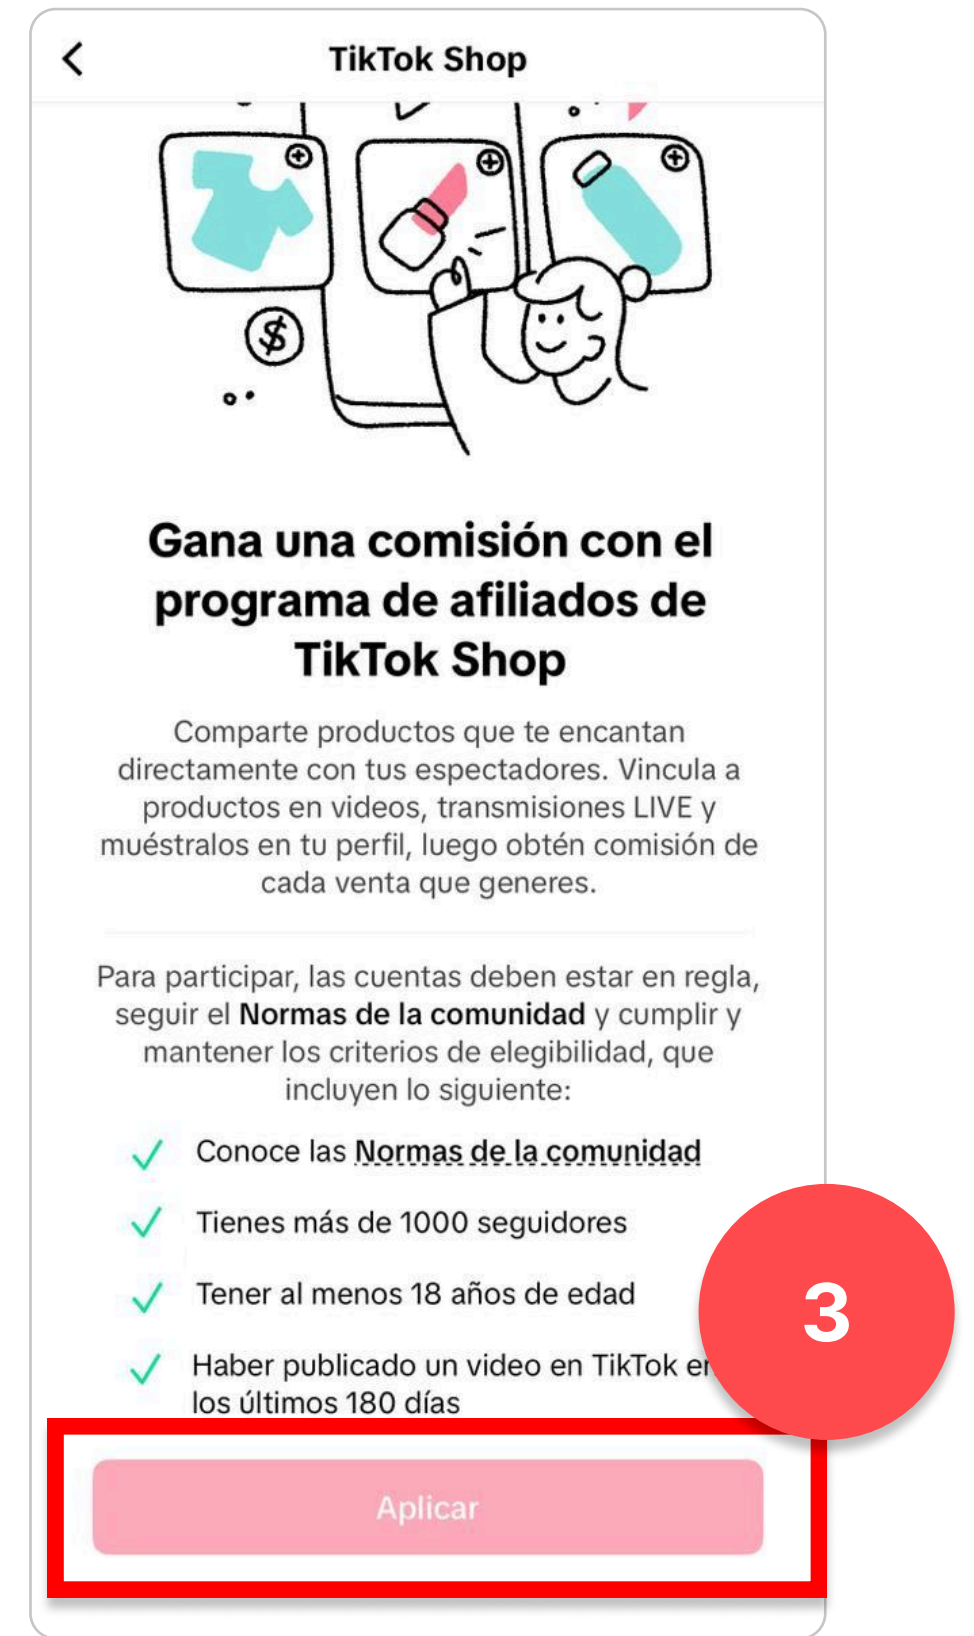 TikTok Shop
$
Gana una comisión con el
programa de afiliados de
TikTok Shop
Comparte productos que te encantan
directamente con tus espectadores. Vincula a
productos en videos, transmisiones LIVE y
muéstralos en tu perfil, luego obtén comisión de
cada venta que generes.
Para participar, las cuentas deben estar en regla,
seguir el Normas de la comunidad y cumplir y
mantener los criterios de elegibilidad, que
incluyen lo siguiente:
Conoce las Normas de la comunidad
Tienes más de 1000 seguidores
Tener al menos 18 años de edad
3
Haber publicado un video en TikTok en
los últimos 180 días
Aplicar